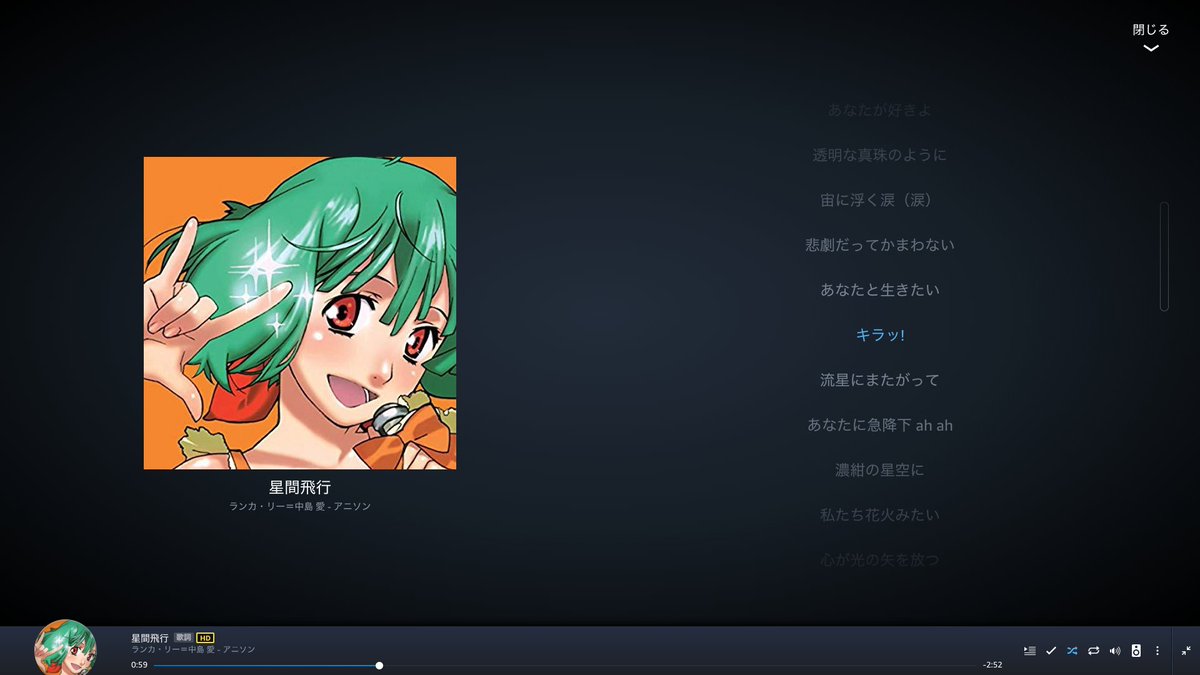 閉じる
あなたが好きよ
透明な真珠のように
宙に浮く涙（涙）
悲劇だってかまわない
あなたと生きたい
キラッ!
流星にまたがって
あなたに急降下 ah ah
濃紺の星空に
私たち花火みたい
心が光の矢を放つ
星間飛行
ランカ・リー=中島 愛 - アニソン
星間飛行 歌詞 HD
ランカ・リー=中島 愛 - アニソン
0:59
-2:52